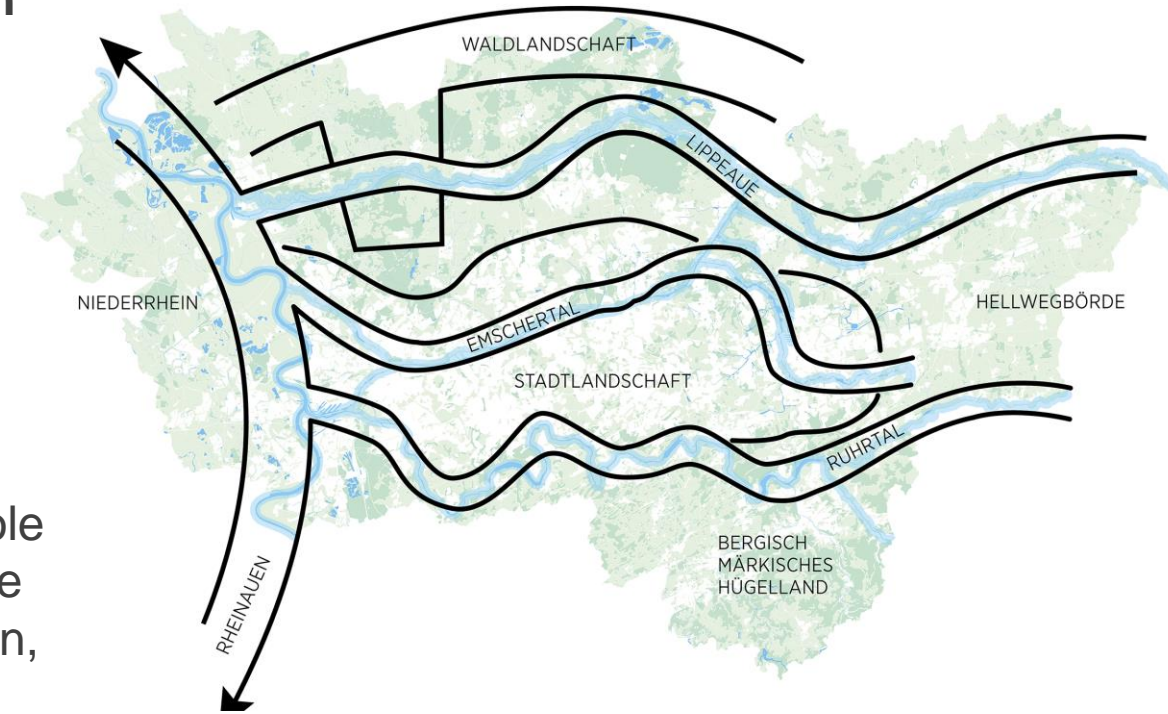 WALDLANDSCHAFT
LIPPEAUE
NIEDERRHEIN
HELLWEGBÖRDE
EMSCHERTAL
STADTLANDSCHAFT
RUHRTAL
BERGISCH
MÄRKISCHES
HÜGELLAND
RHEINAUEN